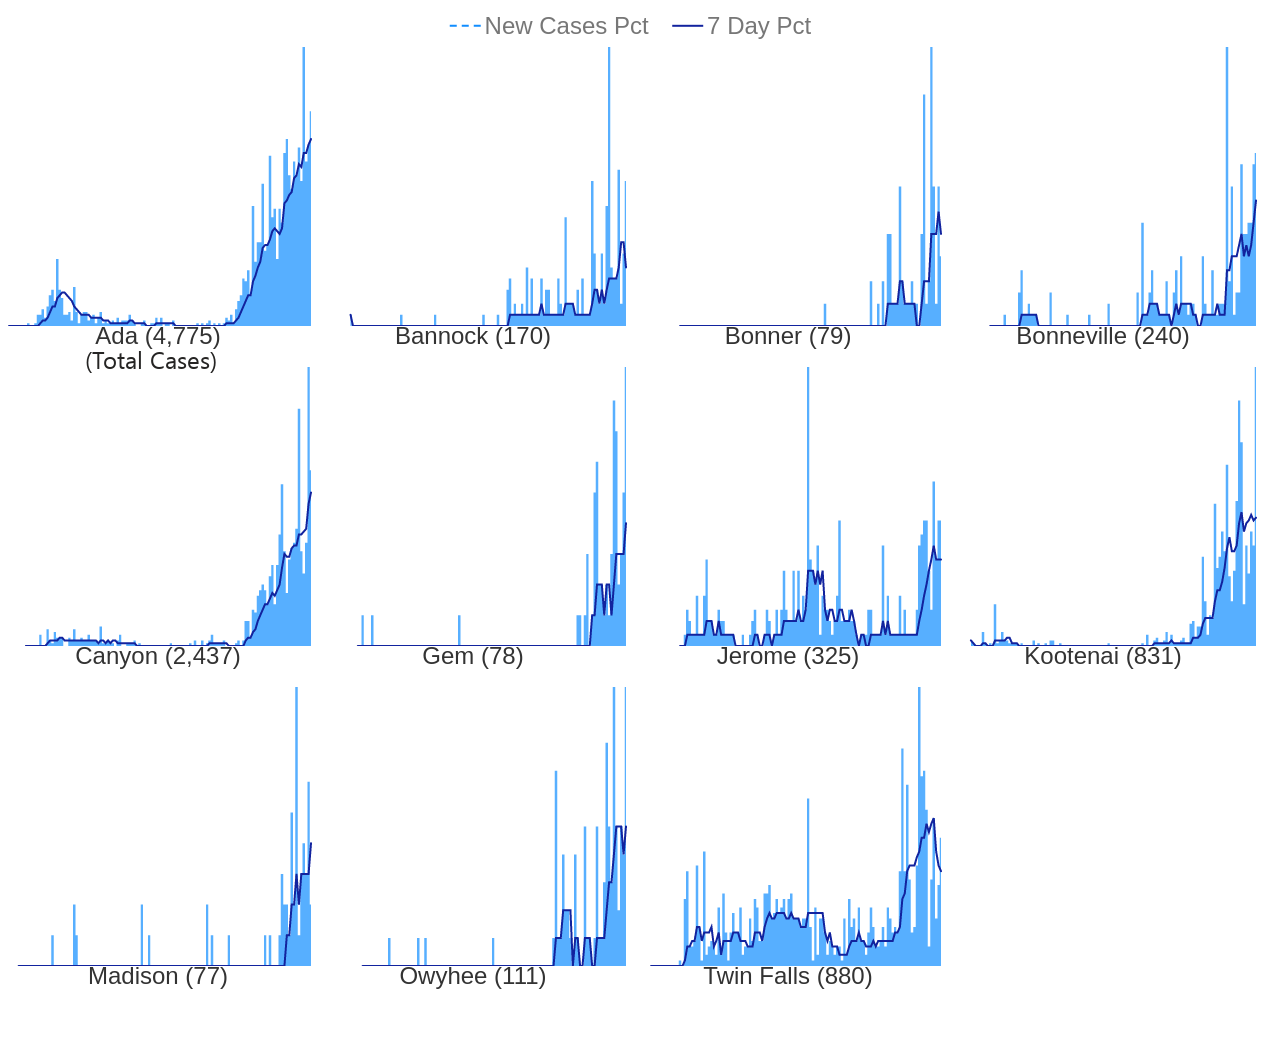 New Cases Pct 7 Day Pct
Ada (4,775) Bannock (170) Bonner (79) Bonneville (240)
(Total Cases)
Canyon (2,437) Gem (78) Jerome (325) Kootenai (831)
Madison (77) Owyhee (111) Twin Falls (880)